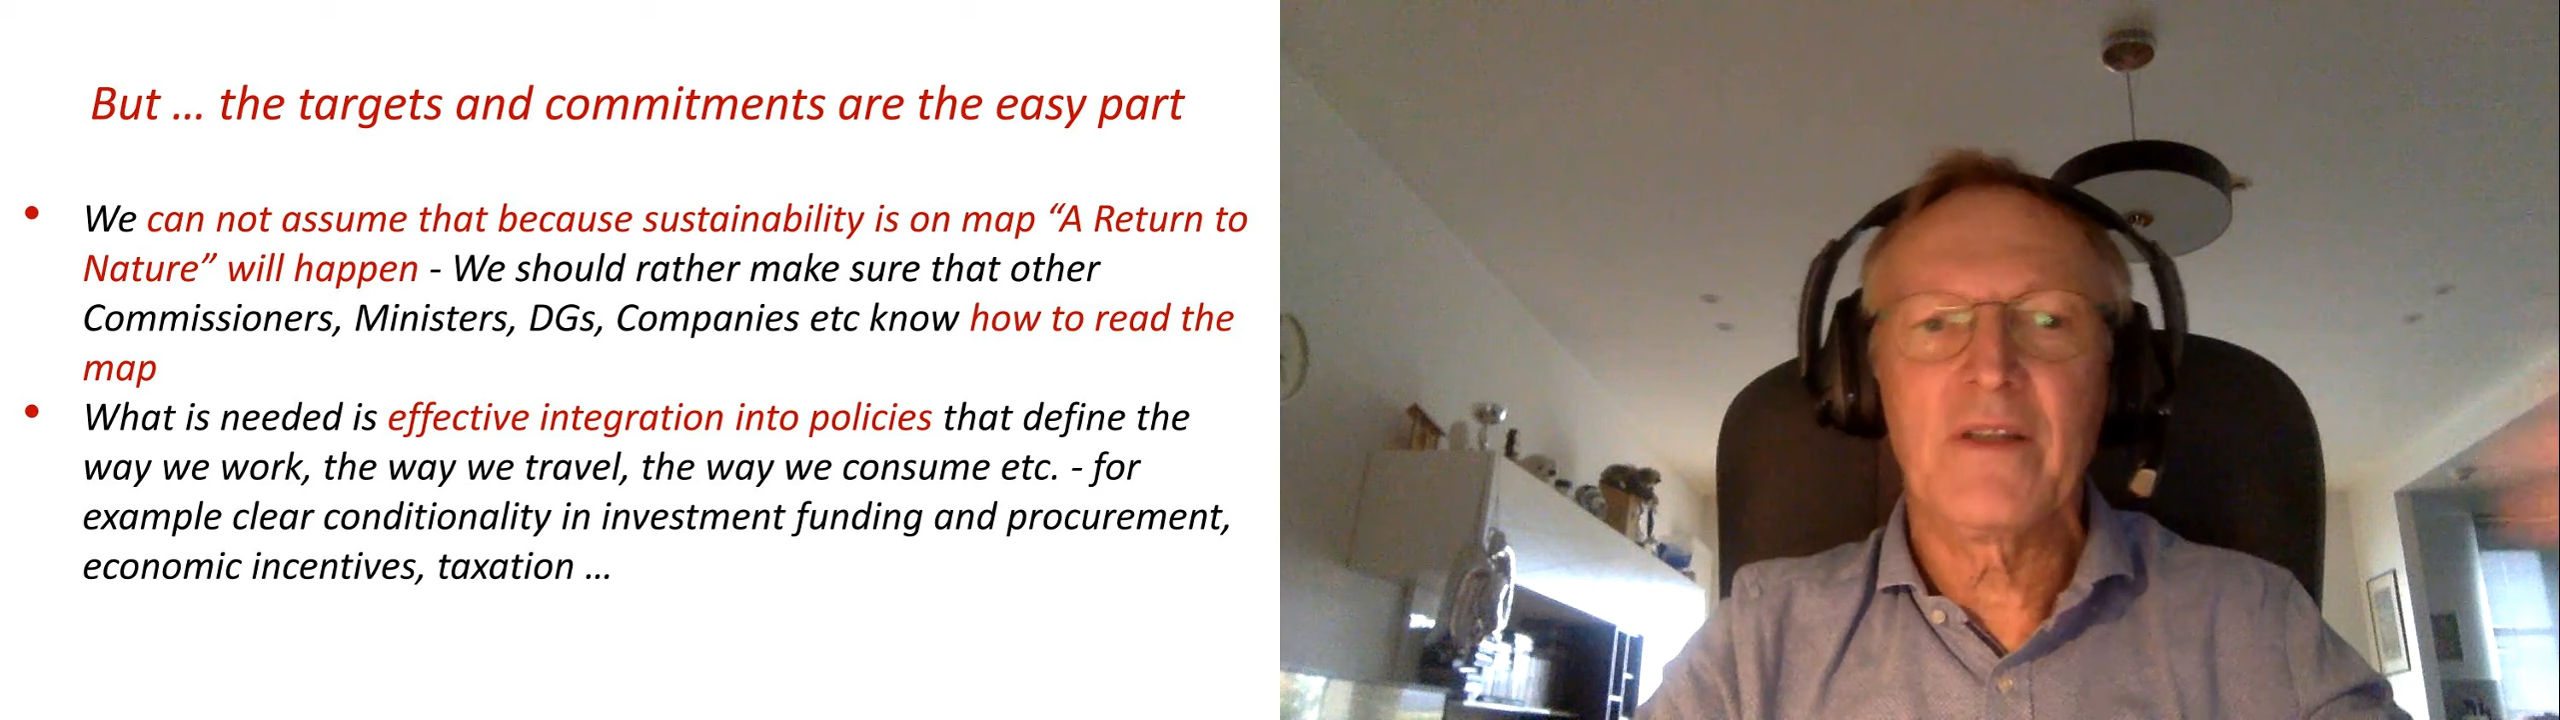 But … the targets and commitments are the easy part
• We can not assume that because sustainability is on map “A Return to
Nature” will happen - We should rather make sure that other
Commissioners, Ministers, DGs, Companies etc know how to read the
map
• What is needed is effective integration into policies that define the
way we work, the way we travel, the way we consume etc. - for
example clear conditionality in investment funding and procurement,
economic incentives, taxation …